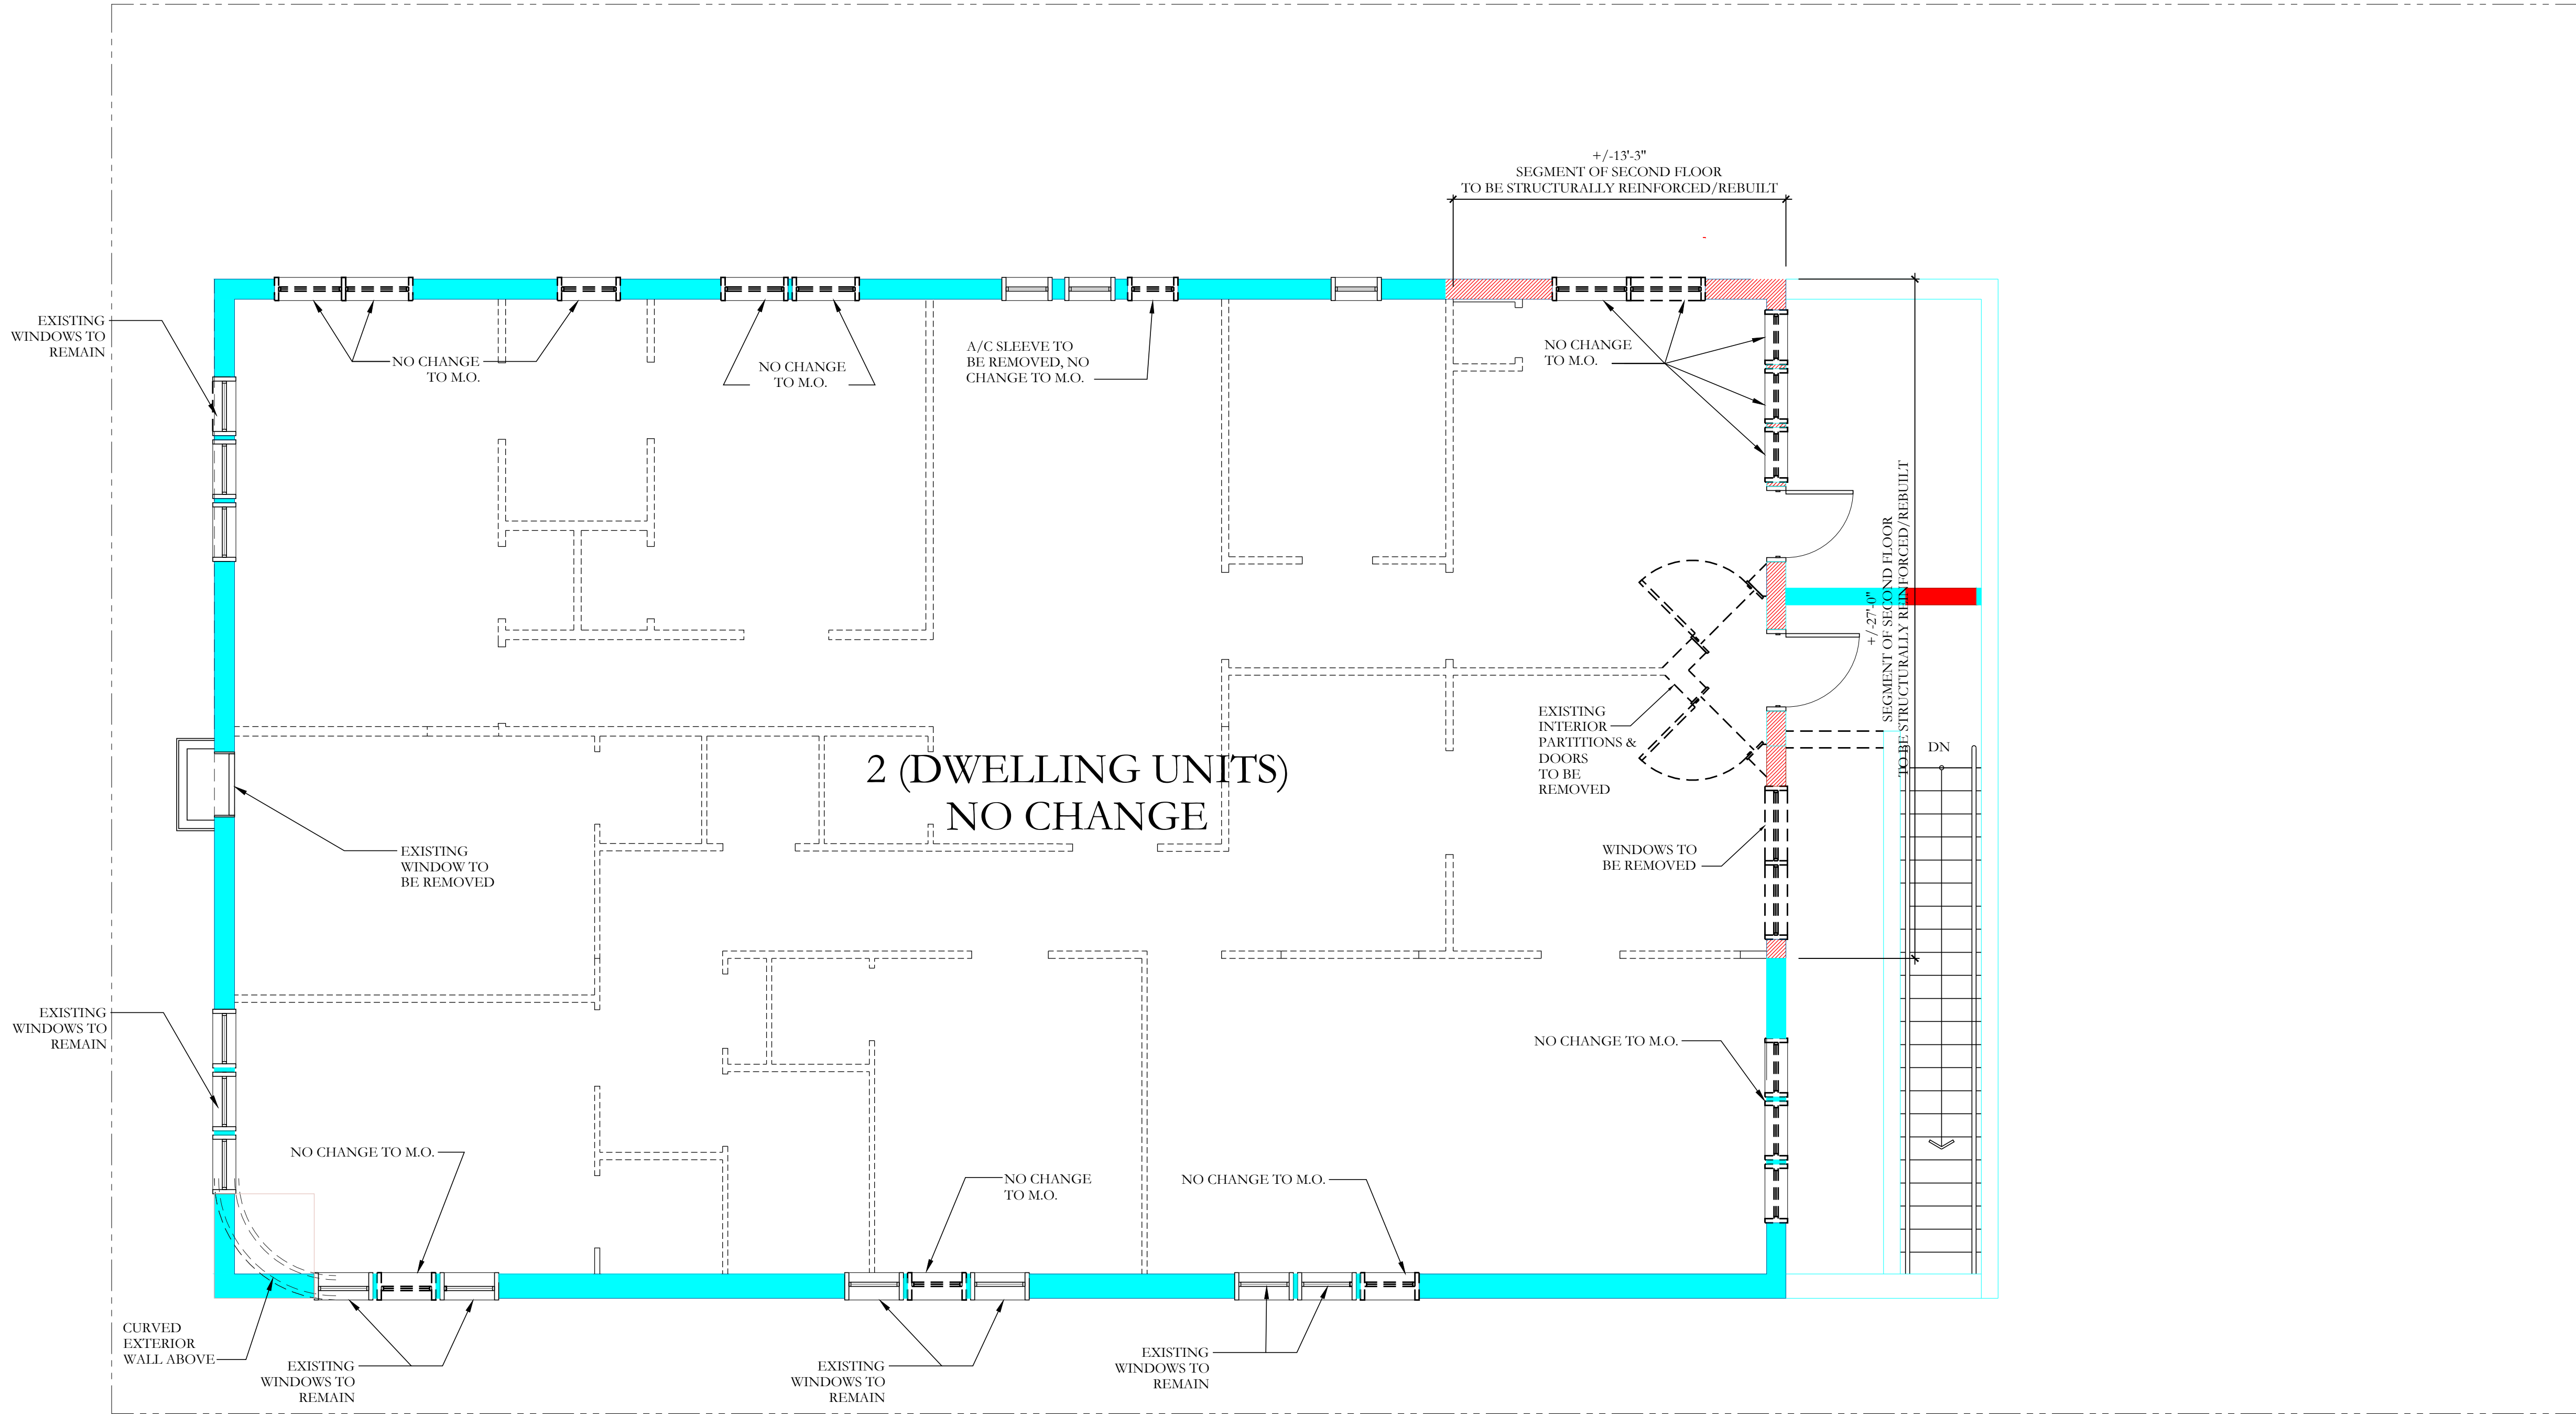 +/-13'-3"
SEGMENT OF SECOND FLOOR
TO BE STRUCTURALLY REINFORCED/REBUILT
EXISTING
WINDOWS TO
REMAIN
NO CHANGE
TO M.O.
NO CHANGE
TO M.O.
A/C SLEEVE TO
BE REMOVED, NO
CHANGE TO M.O.
NO CHANGE
TO M.O.
+/-27'-0"
SEGMENT OF SECOND FLOOR
TO BE STRUCTURALLY REINFORCED/REBUILT
EXISTING
INTERIOR
PARTITIONS &
DOORS
TO BE
REMOVED
DN
2 (DWELLING UNITS)
NO CHANGE
EXISTING
WINDOW TO
BE REMOVED
WINDOWS TO
BE REMOVED
EXISTING
WINDOWS TO
REMAIN
NO CHANGE TO M.O.
NO CHANGE TO M.O.
NO CHANGE
TO M.O.
NO CHANGE TO M.O.
CURVED
EXTERIOR
WALL ABOVE
EXISTING
WINDOWS TO
REMAIN
EXISTING
WINDOWS TO
REMAIN
EXISTING
WINDOWS TO
REMAIN